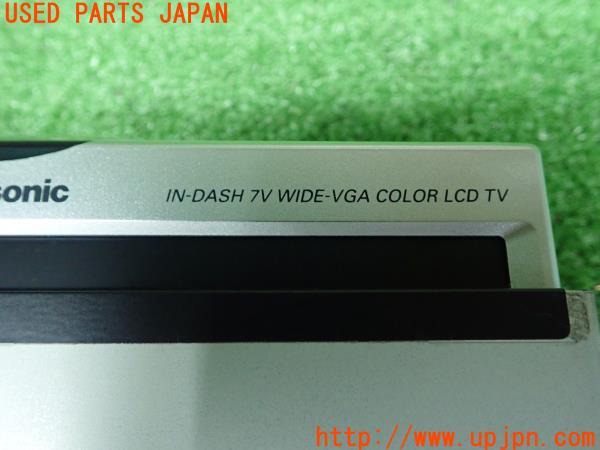 USED PARTS JAPAN
sonic
IN-DASH 7V WIDE-VGA COLOR LCD TV
http://www.upjpn.com